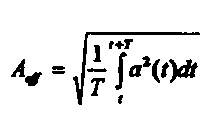 A_eff = √(1/T ∫_t^{t+T} a²(t)dt)